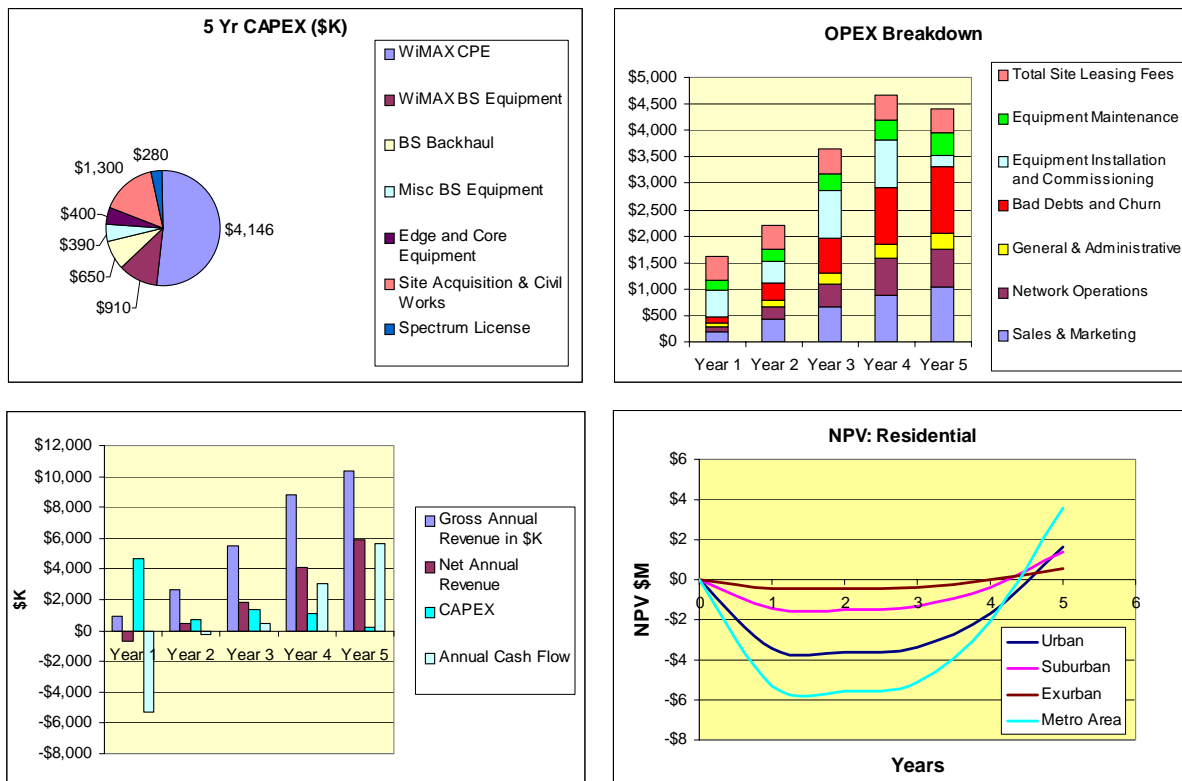 5 Yr CAPEX ($K)
$280
$1,300
$400
$390
$650
$910
$4,146
WiMAX CPE
WiMAX BS Equipment
BS Backhaul
Misc BS Equipment
Edge and Core
Equipment
Site Acquisition & Civil
Works
Spectrum License
OPEX Breakdown
$5,000
$4,500
$4,000
$3,500
$3,000
$2,500
$2,000
$1,500
$1,000
$500
$0
Year 1 Year 2 Year 3 Year 4 Year 5
Total Site Leasing Fees
Equipment Maintenance
Equipment Installation
and Commissioning
Bad Debts and Churn
General & Administrative
Network Operations
Sales & Marketing
$K
$12,000
$10,000
$8,000
$6,000
$4,000
$2,000
$0
-$2,000
-$4,000
-$6,000
-$8,000
Year 1 Year 2 Year 3 Year 4 Year 5
Gross Annual
Revenue in $K
Net Annual
Revenue
CAPEX
Annual Cash Flow
NPV: Residential
NPV $M
$6
$4
$2
$0
-$2
-$4
-$6
-$8
0 1 2 3 4 5 6
Urban
Suburban
Exurban
Metro Area
Years